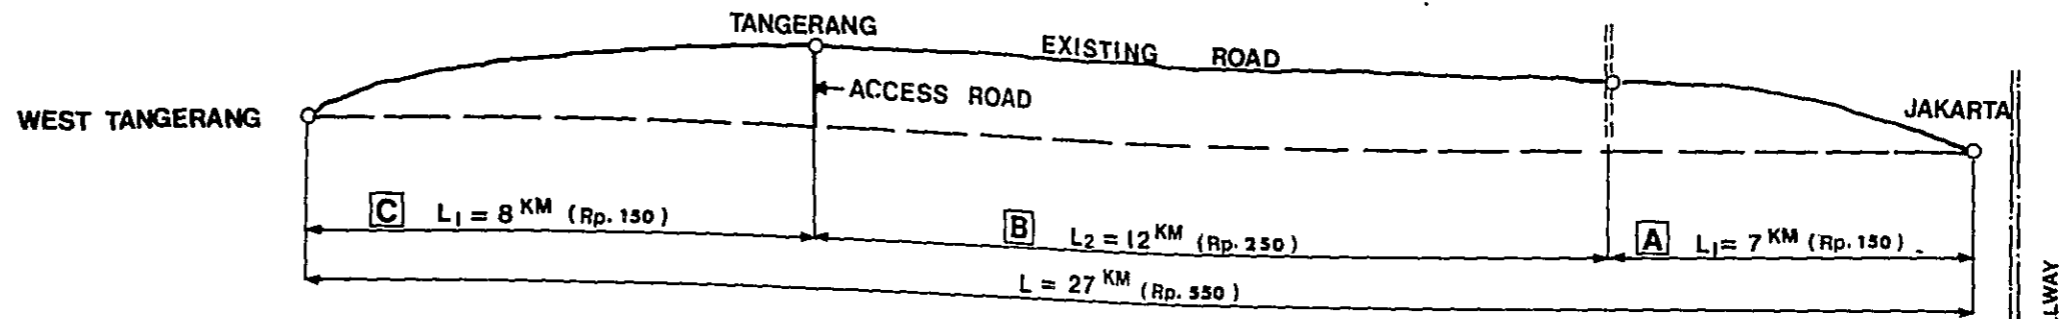 TANGERANG
EXISTING ROAD
ACCESS ROAD
JAKARTA
WEST TANGERANG
C L1 = 8 KM (Rp. 150)
B L2 = 12 KM (Rp. 250)
A L1= 7 KM (Rp. 150)
L = 27 KM (Rp. 550)
LWAY